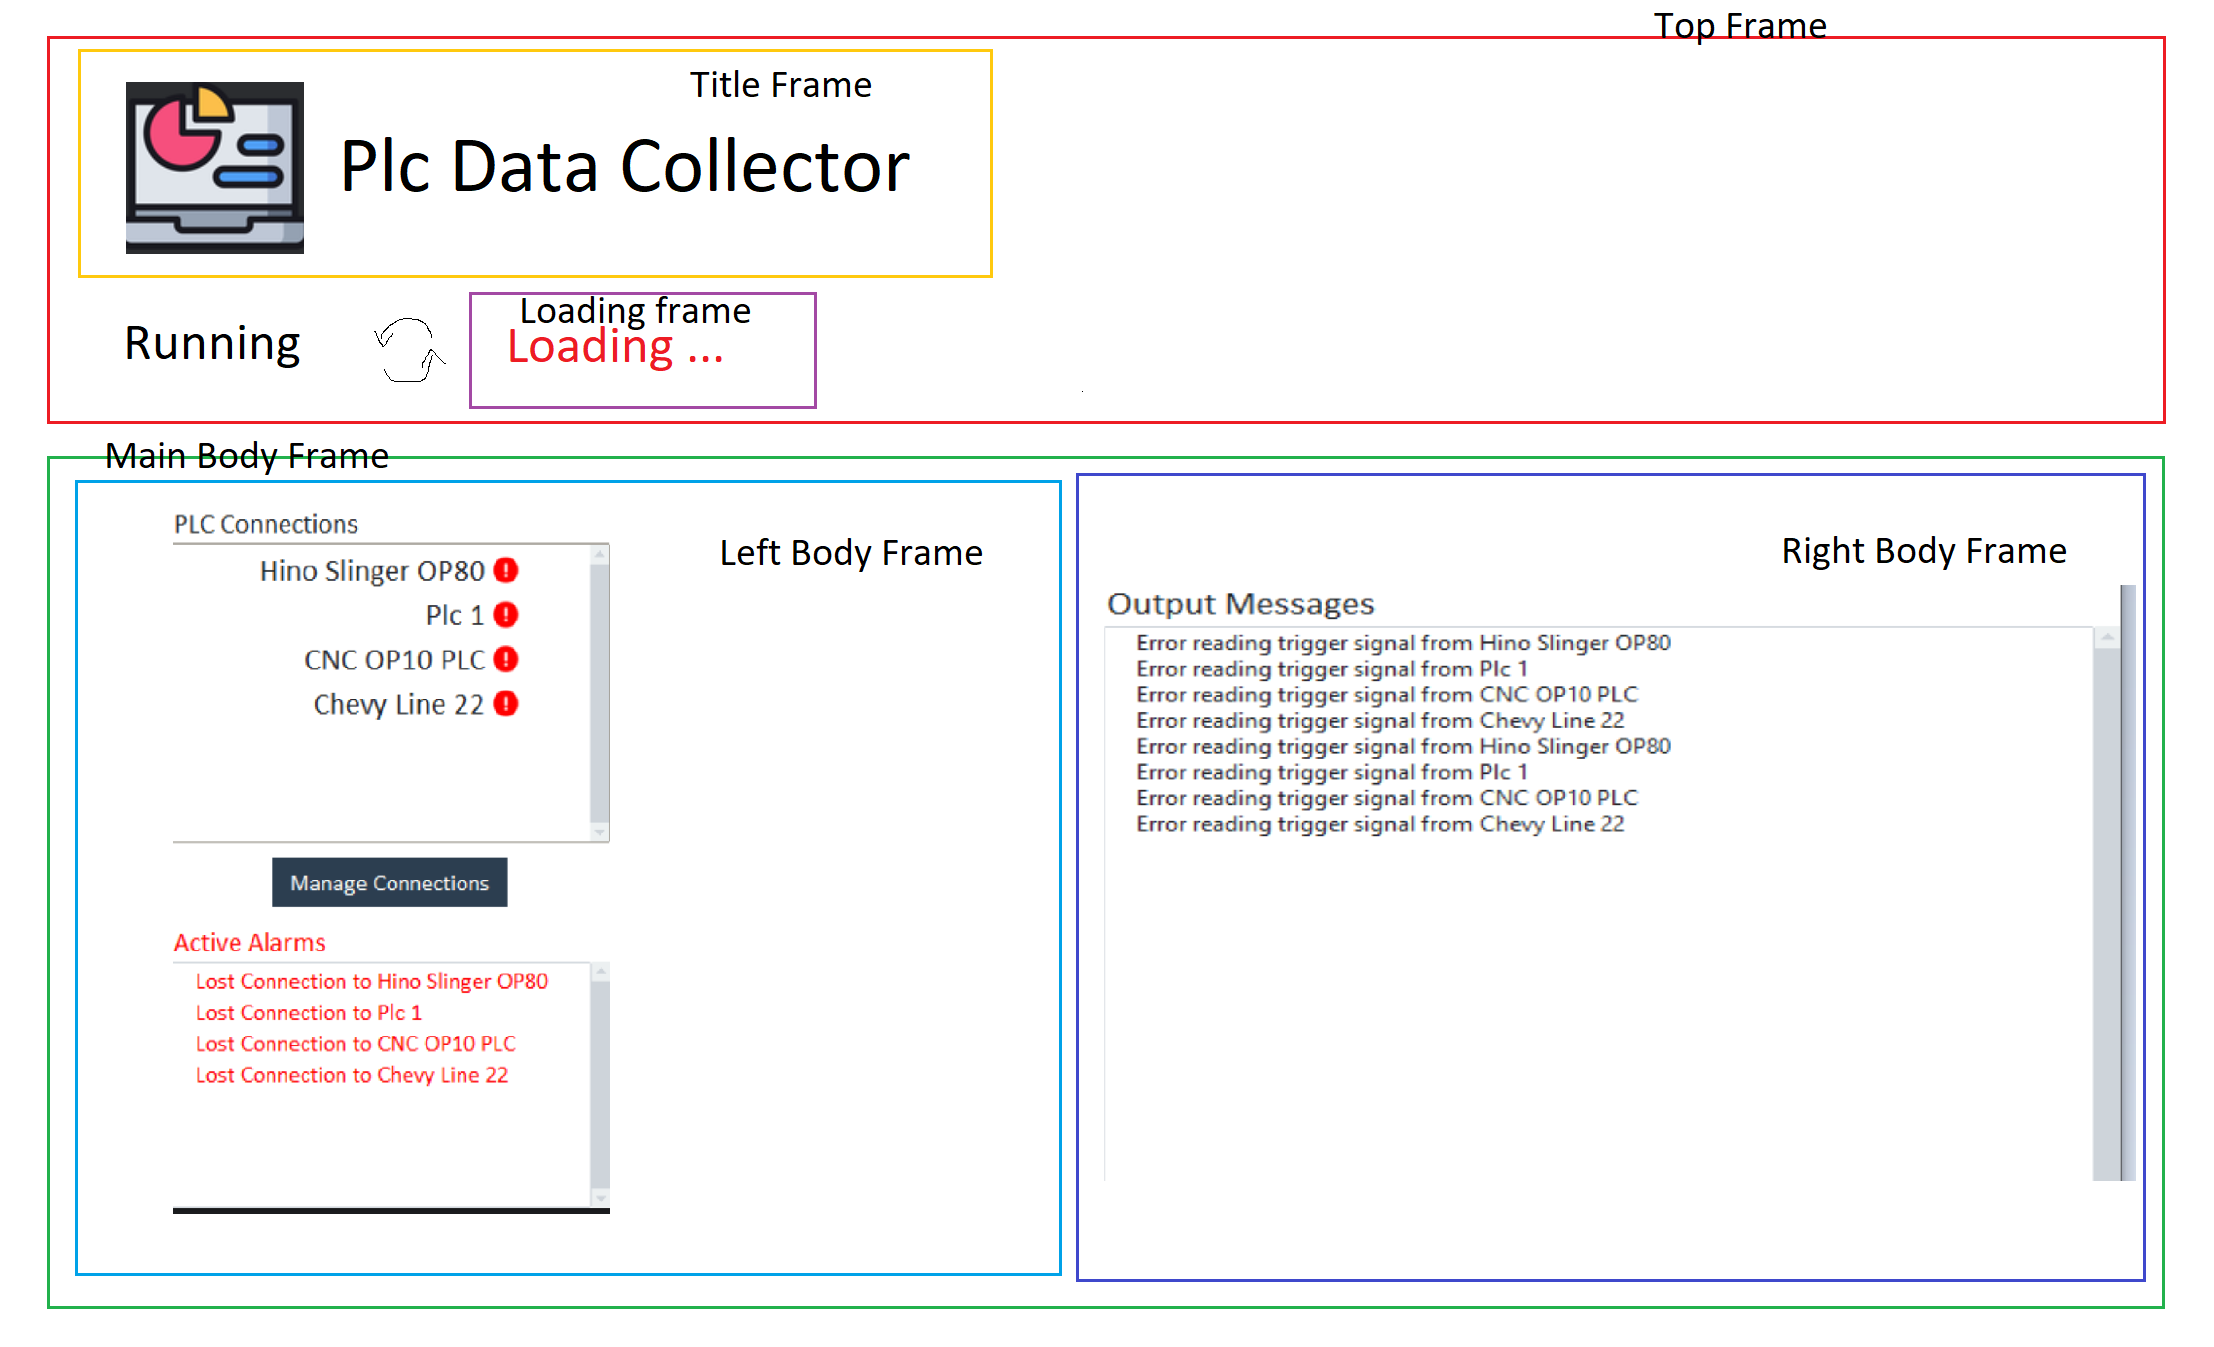 Top Frame
Title Frame
Plc Data Collector
Loading frame
Running
Loading ...
Main Body Frame
PLC Connections
Left Body Frame
Hino Slinger OP80
Plc 1
CNC OP10 PLC
Chevy Line 22
Manage Connections
Active Alarms
Lost Connection to Hino Slinger OP80
Lost Connection to Plc 1
Lost Connection to CNC OP10 PLC
Lost Connection to Chevy Line 22
Right Body Frame
Output Messages
Error reading trigger signal from Hino Slinger OP80
Error reading trigger signal from Plc 1
Error reading trigger signal from CNC OP10 PLC
Error reading trigger signal from Chevy Line 22
Error reading trigger signal from Hino Slinger OP80
Error reading trigger signal from Plc 1
Error reading trigger signal from CNC OP10 PLC
Error reading trigger signal from Chevy Line 22